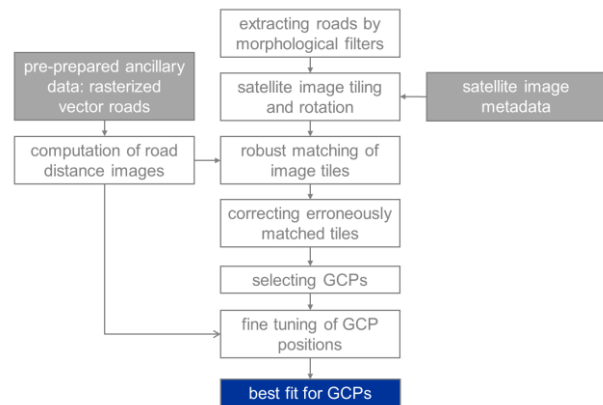 extracting roads by
morphological filters
pre-prepared ancillary
data: rasterized
vector roads
satellite image tiling
and rotation
satellite image
metadata
computation of road
distance images
robust matching of
image tiles
correcting erroneously
matched tiles
selecting GCPs
fine tuning of GCP
positions
best fit for GCPs